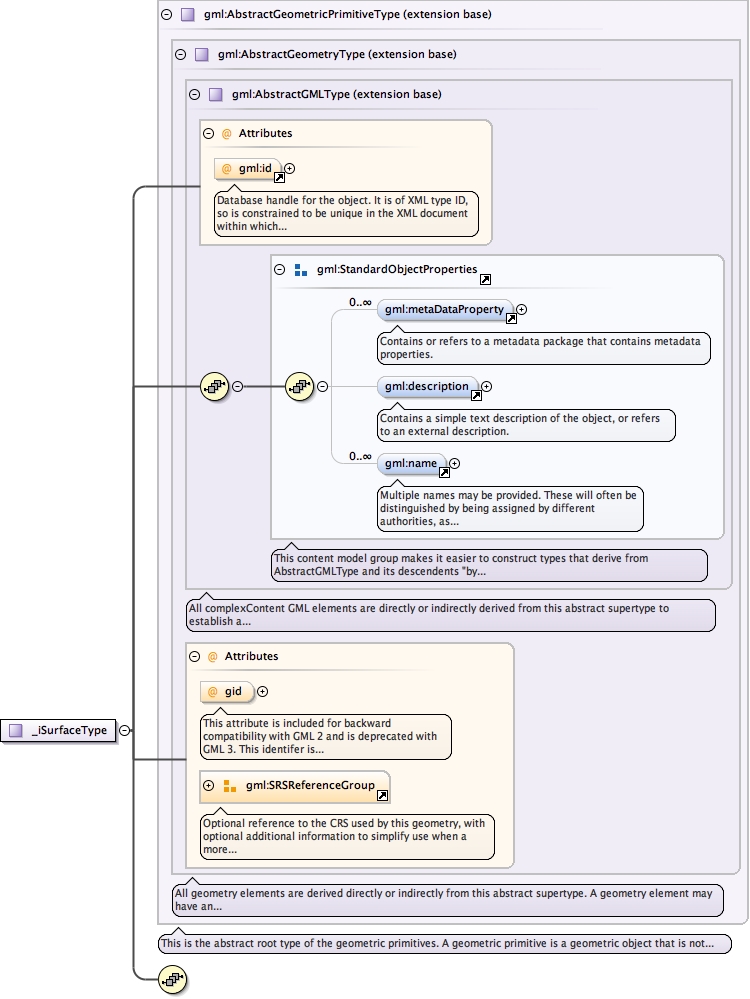 gml:AbstractGeometricPrimitiveType (extension base)
gml:AbstractGeometryType (extension base)
gml:AbstractGMLType (extension base)
@ Attributes
@ gml:id
Database handle for the object. It is of XML type ID,
so is constrained to be unique in the XML document
within which...
gml:StandardObjectProperties
0..∞
gml:metaDataProperty
Contains or refers to a metadata package that contains metadata
properties.
gml:description
Contains a simple text description of the object, or refers
to an external description.
0..∞
gml:name
Multiple names may be provided. These will often be
distinguished by being assigned by different
authorities, as...
This content model group makes it easier to construct types that derive from
AbstractGMLType and its descendents "by...
All complexContent GML elements are directly or indirectly derived from this abstract supertype to
establish a...
@ Attributes
@ gid
This attribute is included for backward
compatibility with GML 2 and is deprecated with
GML 3. This identifer is...
_iSurfaceType
gml:SRSReferenceGroup
Optional reference to the CRS used by this geometry, with
optional additional information to simplify use when a
more...
All geometry elements are derived directly or indirectly from this abstract supertype. A geometry element may
have an...
This is the abstract root type of the geometric primitives. A geometric primitive is a geometric object that is not...